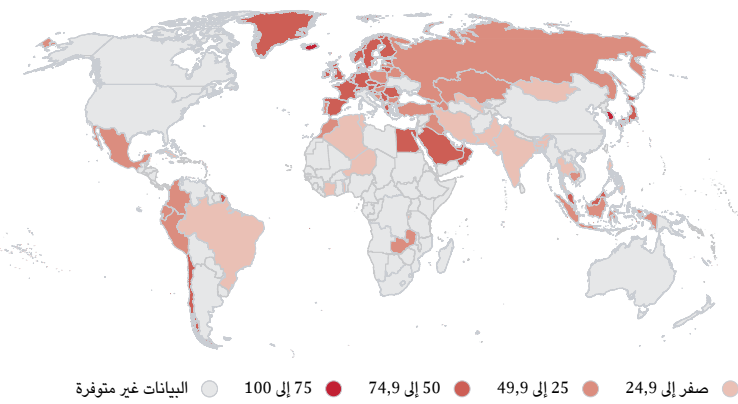 صفر إلى 24,9 25 إلى 49,9 50 إلى 74,9 75 إلى 100 البيانات غير متوفرة